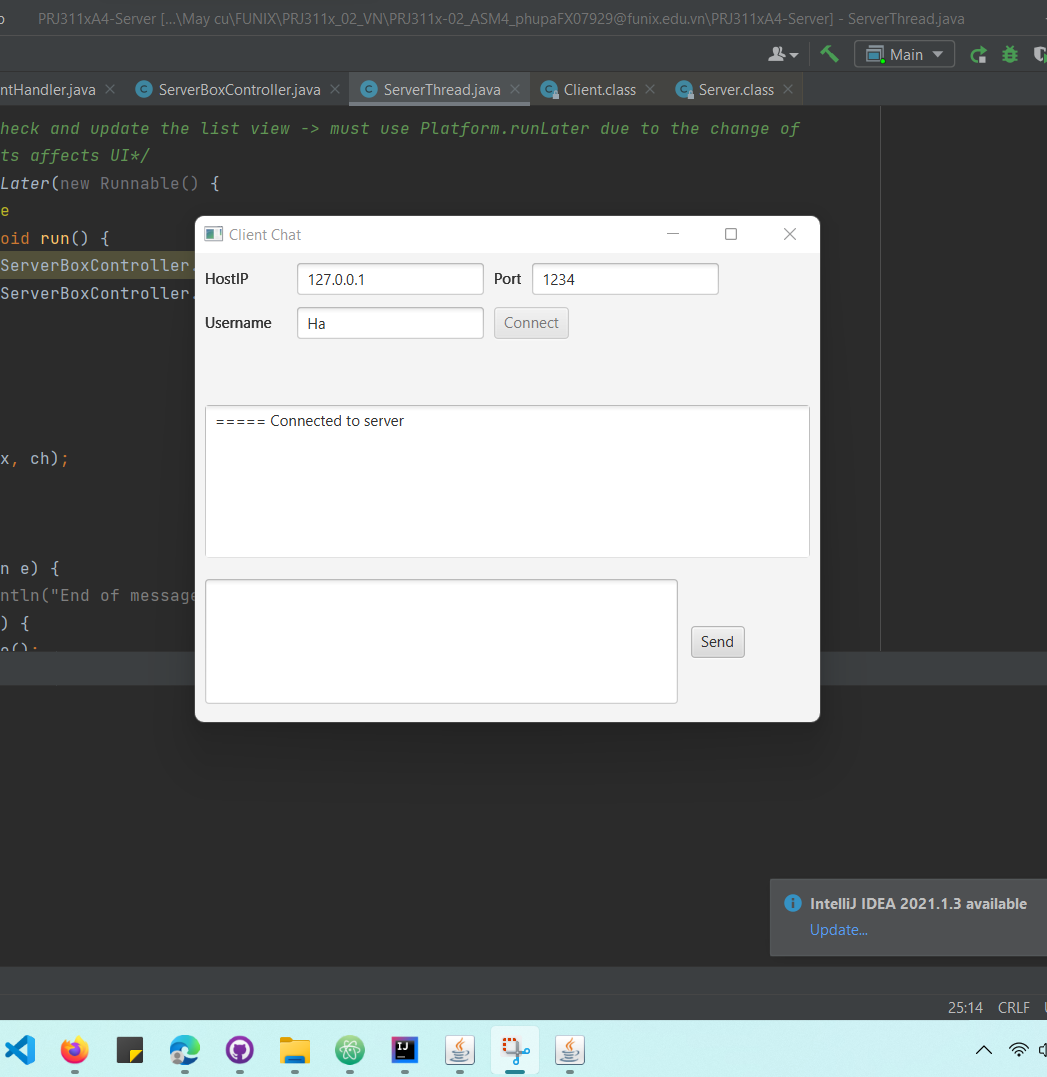 PRJ311xA4-Server [...\May cu\FUNIX\PRJ311x_02_VN\PRJ311x-02_ASM4_phupaFX07929@funix.edu.vn\PRJ311xA4-Server] - ServerThread.java
Main
ntHandler.java ServerBoxController.java ServerThread.java Client.class Server.class
heck and update the list view -> must use Platform.runLater due to the change of
ts affects UI*/
Later(new Runnable() {
e
oid run() {
ServerBoxController.
ServerBoxController.
Client Chat
HostIP 127.0.0.1 Port 1234
Username Ha Connect
===== Connected to server
x, ch);
n e) {
ntln("End of message
) {
e();
Send
IntelliJ IDEA 2021.1.3 available
Update...
25:14 CRLF
IJ